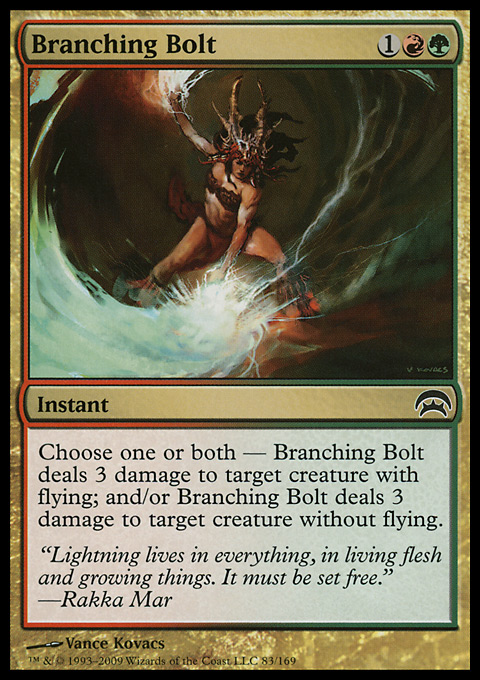 Branching Bolt 1
V KOVACS
Instant
Choose one or both — Branching Bolt
deals 3 damage to target creature with
flying; and/or Branching Bolt deals 3
damage to target creature without flying.
“Lightning lives in everything, in living flesh
and growing things. It must be set free.”
—Rakka Mar
Vance Kovacs
™ & © 1993–2009 Wizards of the Coast LLC 83/169